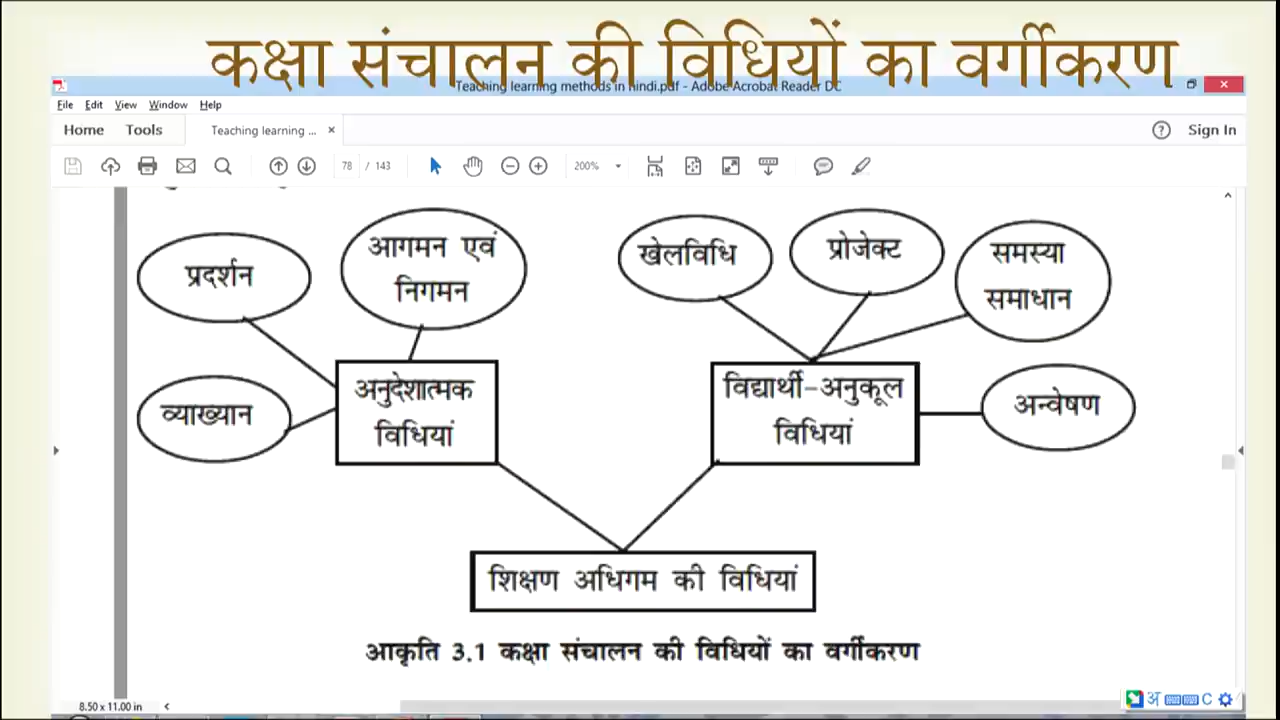 कक्षा संचालन की विधियों का वर्गीकरण
Teaching learning methods in hindi.pdf - Adobe Acrobat Reader DC
File Edit View Window Help
Home Tools Teaching learning ... Sign In
78 / 143 200%
प्रदर्शन
आगमन एवं
निगमन
खेलविधि
प्रोजेक्ट
समस्या
समाधान
व्याख्यान
अनुदेशात्मक
विधियां
विद्यार्थी-अनुकूल
विधियां
अन्वेषण
शिक्षण अधिगम की विधियां
आकृति 3.1 कक्षा संचालन की विधियों का वर्गीकरण
8.50 x 11.00 in
अ C